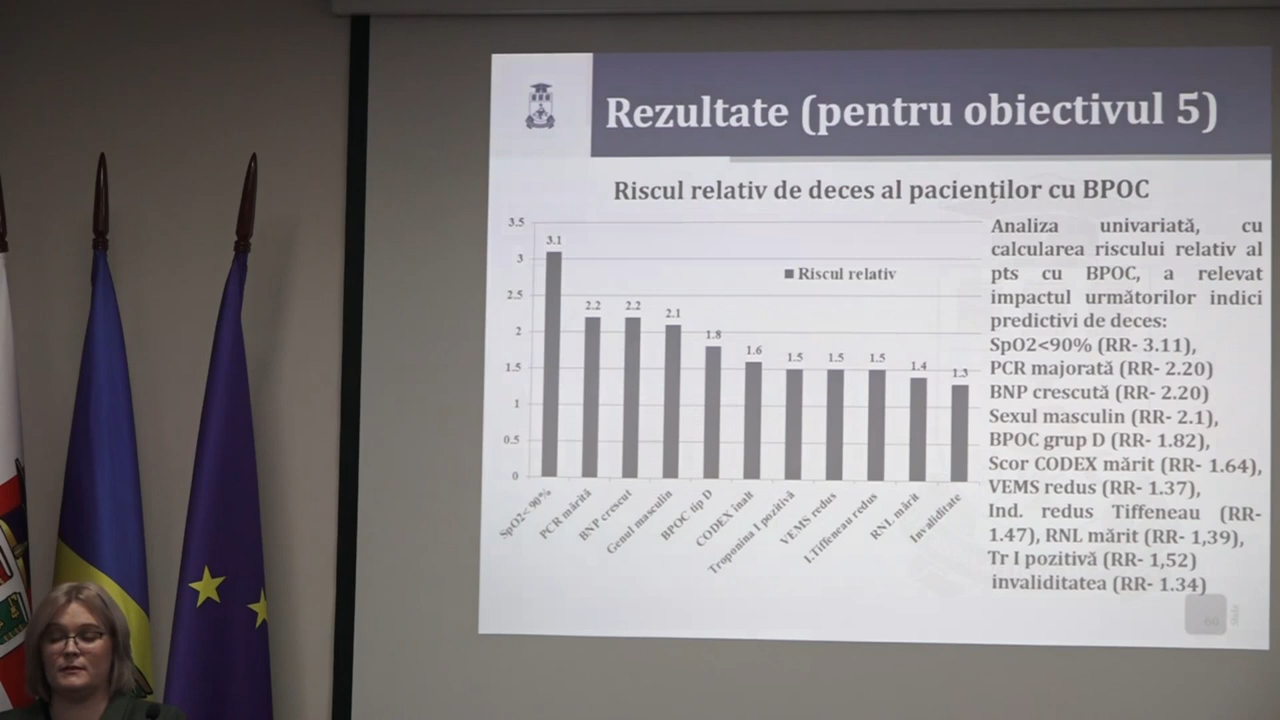 Rezultate (pentru obiectivul 5)
Riscul relativ de deces al pacienților cu BPOC
3.5
3
2.5
2
1.5
1
0.5
0
3.1
2.2
2.2
2.1
1.8
1.6
1.5
1.5
1.5
1.4
1.3
Riscul relativ
SpO2< 90%
PCR mărită
BNP crescut
Genul masculin
BPOC tip D
CODEX înalt
Troponina I pozitivă
VEMS redus
I.Tiffeneau redus
RNL mărit
Invaliditate
Analiza univariată, cu
calcularea riscului relativ al
pts cu BPOC, a relevat
impactul următorilor indici
predictivi de deces:
SpO2<90% (RR- 3.11),
PCR majorată (RR- 2.20)
BNP crescută (RR- 2.20)
Sexul masculin (RR- 2.1),
BPOC grup D (RR- 1.82),
Scor CODEX mărit (RR- 1.64),
VEMS redus (RR- 1.37),
Ind. redus Tiffeneau (RR-
1.47), RNL mărit (RR- 1,39),
Tr I pozitivă (RR- 1,52)
invaliditatea (RR- 1.34)
60
Slide